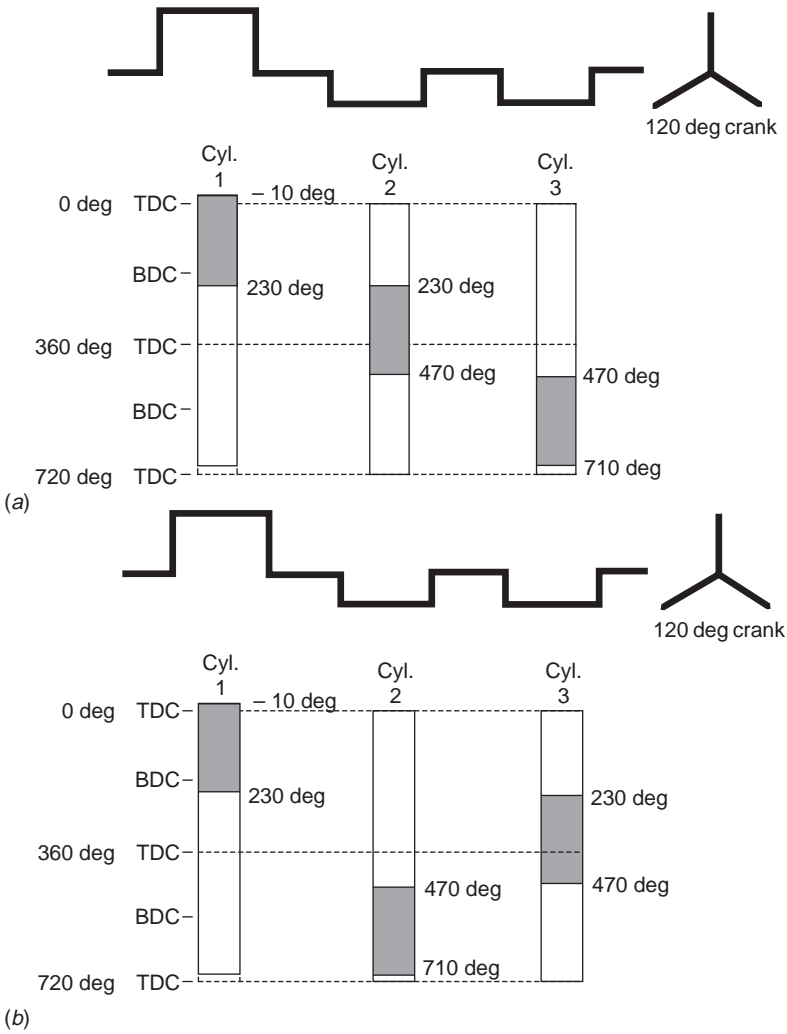 120 deg crank
Cyl.
1
Cyl.
2
Cyl.
3
0 deg TDC – 10 deg
BDC
230 deg 230 deg
360 deg TDC
470 deg 470 deg
BDC
720 deg TDC 710 deg
(a)
120 deg crank
Cyl.
1
Cyl.
2
Cyl.
3
0 deg TDC – 10 deg
BDC
230 deg 230 deg
360 deg TDC
470 deg 470 deg
BDC
710 deg
720 deg TDC
(b)